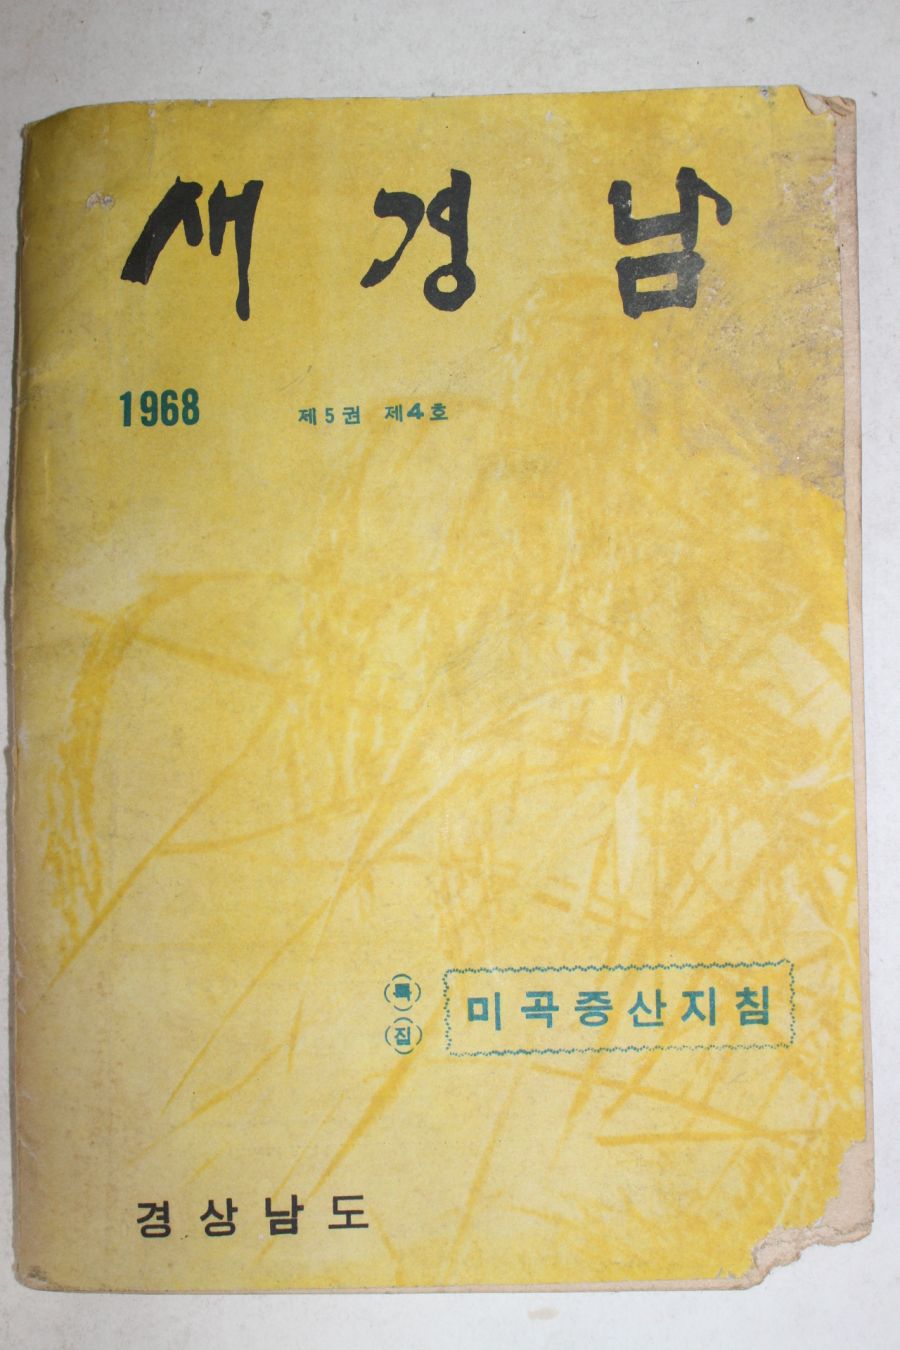 새경남
1968 제5권 제4호
(특)(집) 미곡증산지침
경상남도